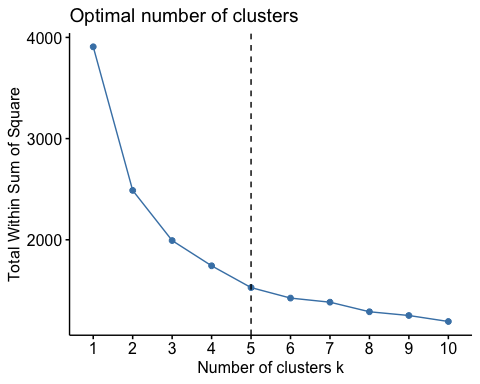 Optimal number of clusters
4000
3000
2000
Total Within Sum of Square
1 2 3 4 5 6 7 8 9 10
Number of clusters k